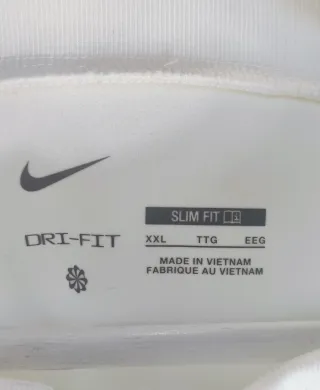 SLIM FIT
DRI-FIT
XXL TTG EEG
MADE IN VIETNAM
FABRIQUE AU VIETNAM